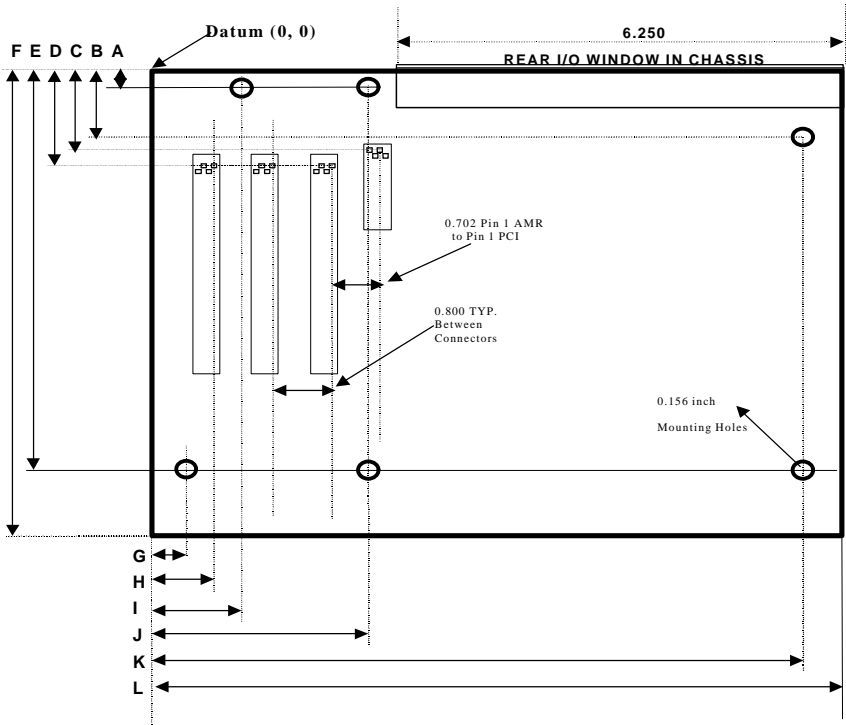 Datum (0, 0)
6.250
F E D C B A
REAR I/O WINDOW IN CHASSIS
0.702 Pin 1 AMR
to Pin 1 PCI
0.800 TYP.
Between
Connectors
0.156 inch
Mounting Holes
G
H
I
J
K
L